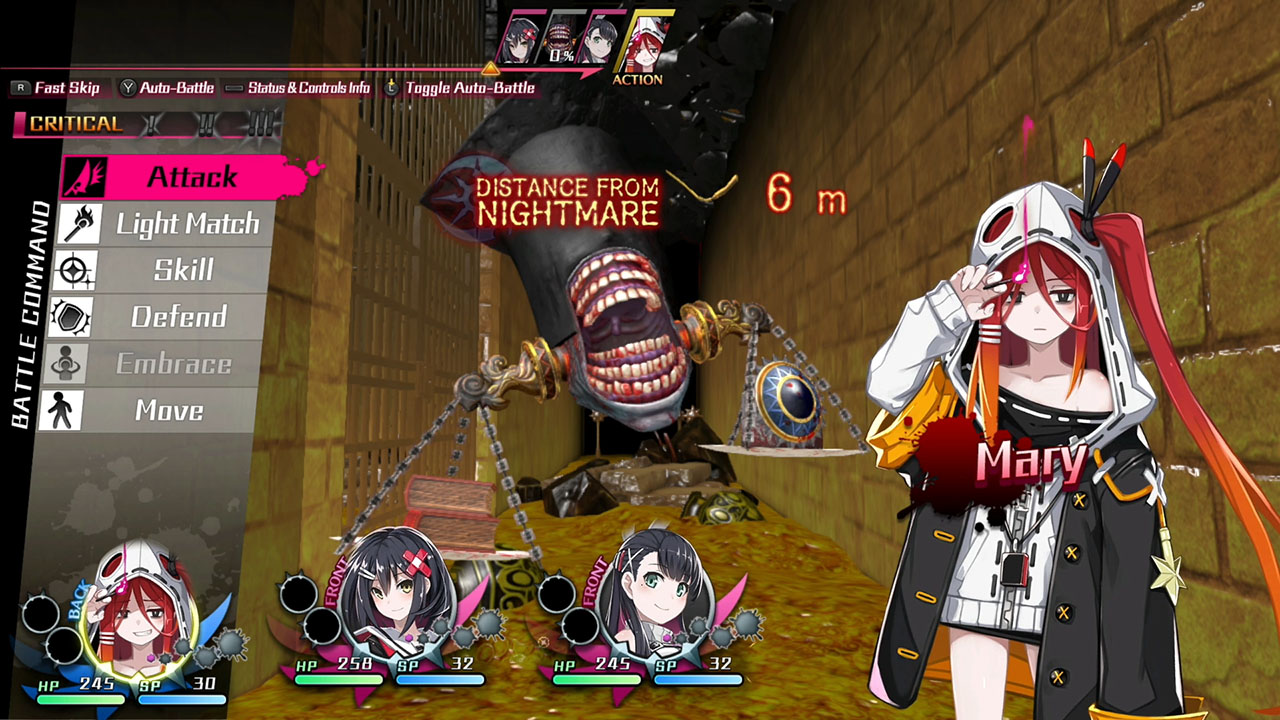 0%
ACTION
R Fast Skip Y Auto-Battle Status & Controls Info L Toggle Auto-Battle
CRITICAL I II III
BATTLE COMMAND
Attack
Light Match
Skill
Defend
Embrace
Move
DISTANCE FROM
NIGHTMARE
6 m
Mary
BACK
HP 245 SP 30
FRONT
HP 258 SP 32
FRONT
HP 245 SP 32